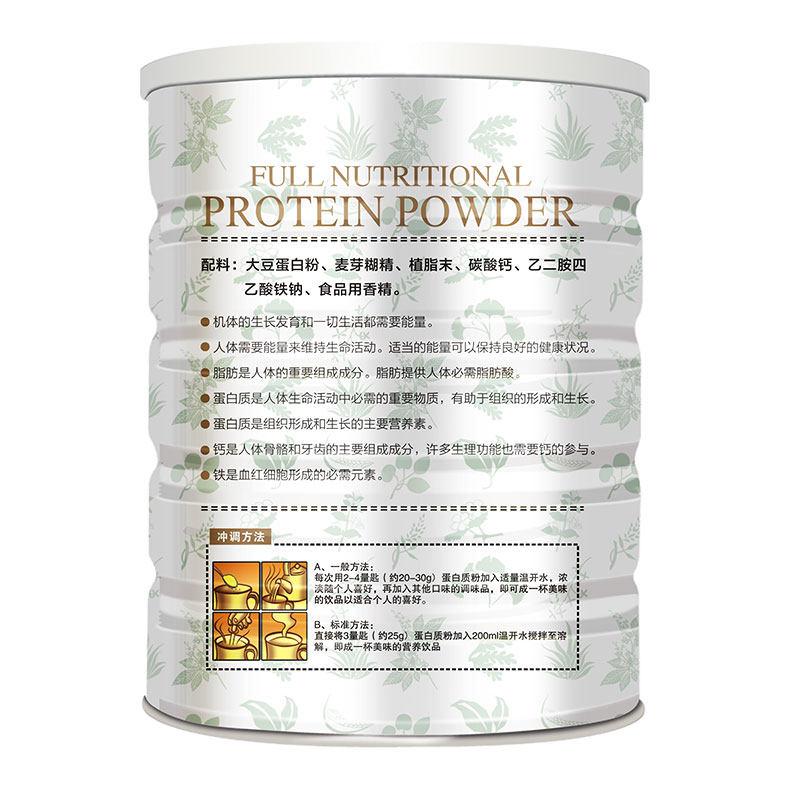 FULL NUTRITIONAL
PROTEIN POWDER
配料：大豆蛋白粉、麦芽糊精、植脂末、碳酸钙、乙二胺四
乙酸铁钠、食品用香精。
●机体的生长发育和一切生活都需要能量。
●人体需要能量来维持生命活动。适当的能量可以保持良好的健康状况。
●脂肪是人体的重要组成成分。脂肪提供人体必需脂肪酸。
●蛋白质是人体生命活动中必需的重要物质，有助于组织的形成和生长。
●蛋白质是组织形成和生长的主要营养素。
●钙是人体骨骼和牙齿的主要组成成分，许多生理功能也需要钙的参与。
●铁是血红细胞形成的必需元素。
冲调方法
A、一般方法：
每次用2-4量匙（约20-30g）蛋白质粉加入适量温开水，浓
淡随个人喜好，再加入其他口味的调味品，即可成一杯美味
的饮品以适合个人的喜好。
B、标准方法：
直接将3量匙（约25g）蛋白质粉加入200ml温开水搅拌至溶
解，即成一杯美味的营养饮品